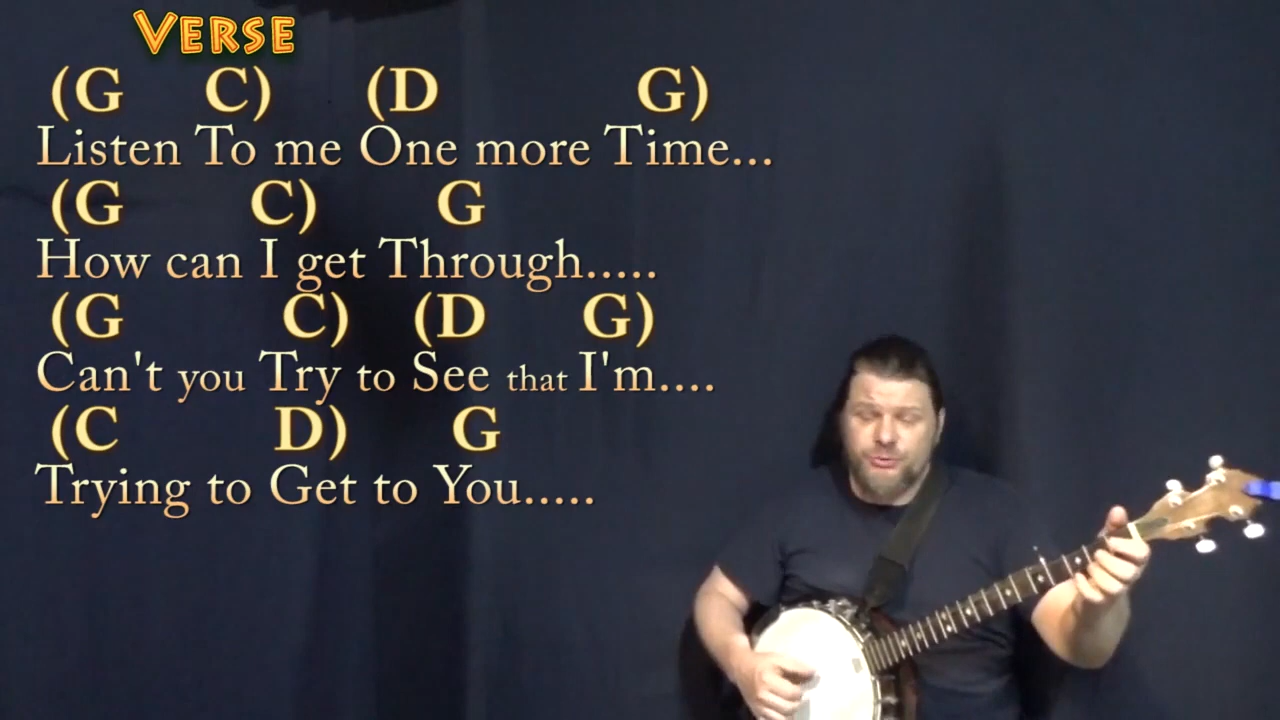 VERSE
(G C) (D G)
Listen To me One more Time...
(G C) G
How can I get Through.....
(G C) (D G)
Can't you Try to See that I'm....
(C D) G
Trying to Get to You.....